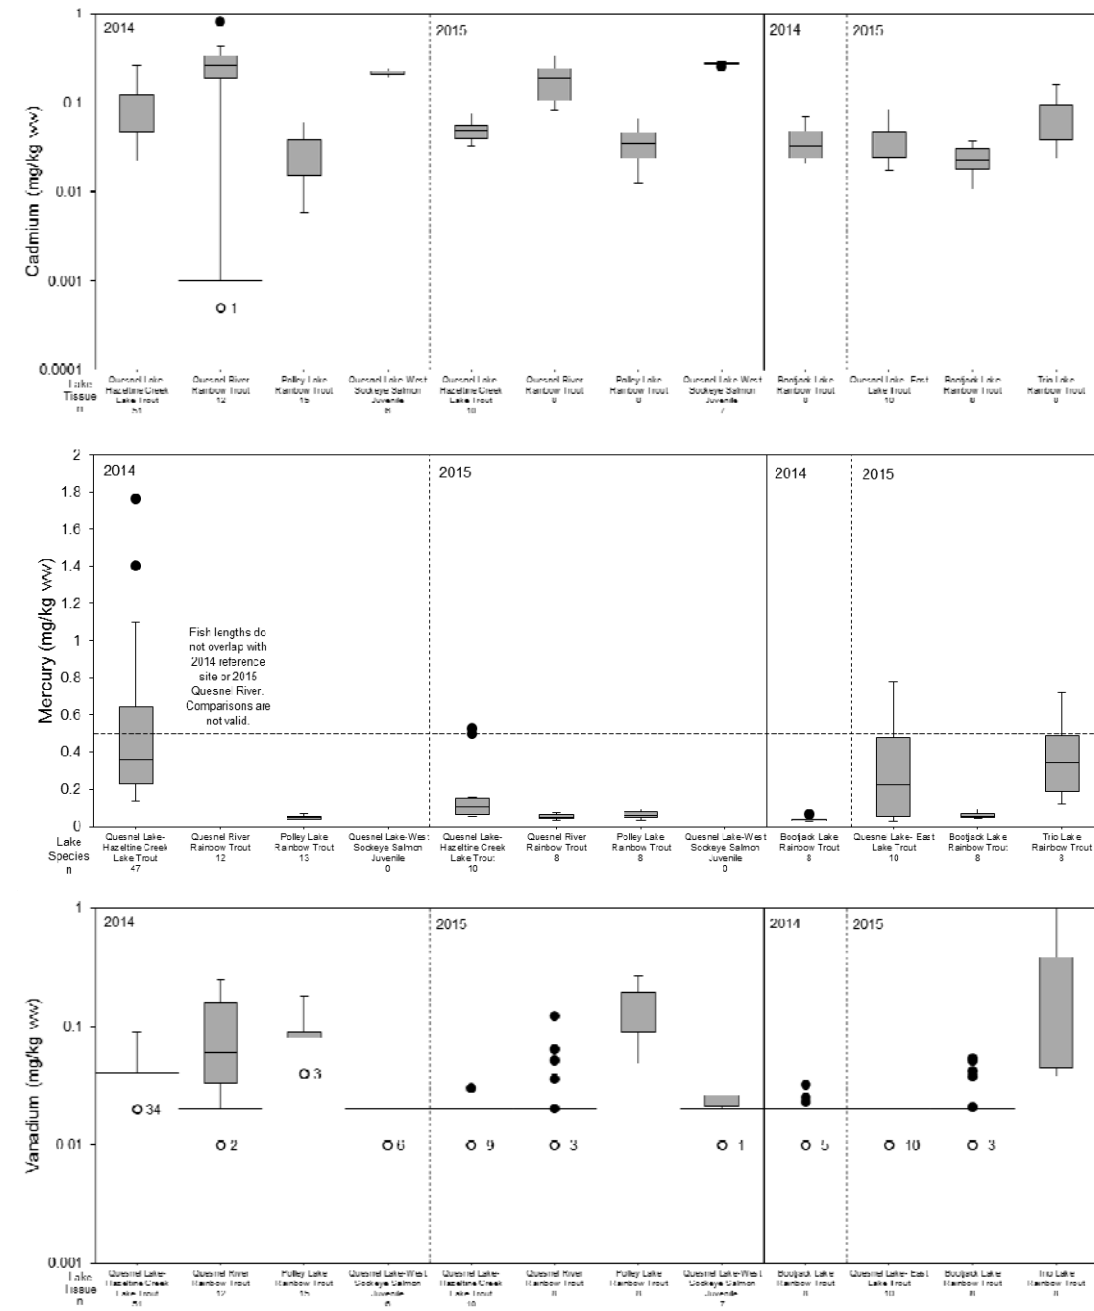 1
2014
2015
2014
2015
0.1
0.01
0.001
0.0001
Cadmium (mg/kg ww)
1
Lake
Tissue
n
Quesnel Lake- Hazeltine Creek Lake Trout 51
Quesnel River Rainbow Trout 12
Polley Lake Rainbow Trout 15
Quesnel Lake-West Sockeye Salmon Juvenile 6
Quesnel Lake- Hazeltine Creek Lake Trout 10
Quesnel River Rainbow Trout 8
Polley Lake Rainbow Trout 8
Quesnel Lake-West Sockeye Salmon Juvenile 7
Bootjack Lake Rainbow Trout 8
Quesnel Lake- East Lake Trout 10
Bootjack Lake Rainbow Trout 8
Trio Lake Rainbow Trout 8
2
1.8
1.6
1.4
1.2
1
0.8
0.6
0.4
0.2
0
Mercury (mg/kg ww)
2014
2015
2014
2015
Fish lengths do
not overlap with
2014 reference
site or 2015
Quesnel River.
Comparisons are
not valid.
Lake
Species
n
Quesnel Lake- Hazeltine Creek Lake Trout 47
Quesnel River Rainbow Trout 12
Polley Lake Rainbow Trout 13
Quesnel Lake-West Sockeye Salmon Juvenile 0
Quesnel Lake- Hazeltine Creek Lake Trout 10
Quesnel River Rainbow Trout 8
Polley Lake Rainbow Trout 8
Quesnel Lake-West Sockeye Salmon Juvenile 0
Bootjack Lake Rainbow Trout 8
Quesnel Lake- East Lake Trout 10
Bootjack Lake Rainbow Trout 8
Trio Lake Rainbow Trout 8
1
0.1
0.01
0.001
Vanadium (mg/kg ww)
2014
2015
2014
2015
34
2
3
6
9
3
1
5
10
3
Lake
Tissue
n
Quesnel Lake- Hazeltine Creek Lake Trout 51
Quesnel River Rainbow Trout 12
Polley Lake Rainbow Trout 15
Quesnel Lake-West Sockeye Salmon Juvenile 6
Quesnel Lake- Hazeltine Creek Lake Trout 10
Quesnel River Rainbow Trout 8
Polley Lake Rainbow Trout 8
Quesnel Lake-West Sockeye Salmon Juvenile 7
Bootjack Lake Rainbow Trout 8
Quesnel Lake- East Lake Trout 10
Bootjack Lake Rainbow Trout 8
Trio Lake Rainbow Trout 8